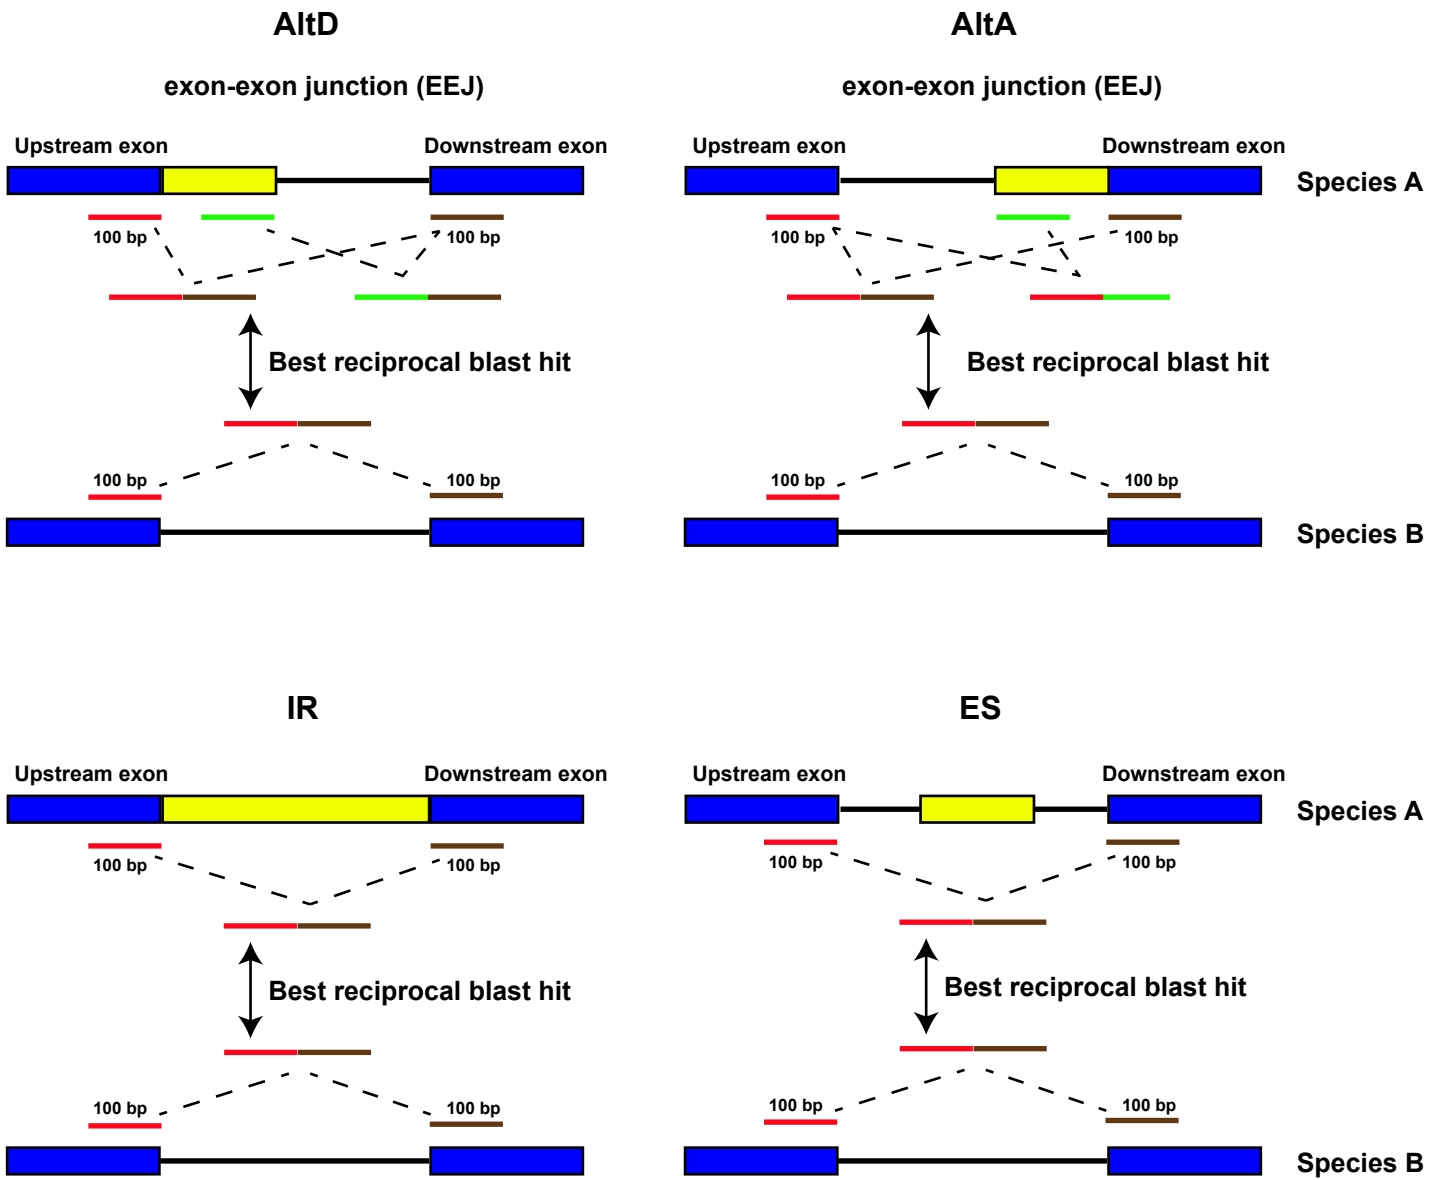 AltD
AltA
exon-exon junction (EEJ)
exon-exon junction (EEJ)
Upstream exon
Downstream exon
Upstream exon
Downstream exon
Species A
100 bp
100 bp
100 bp
100 bp
Best reciprocal blast hit
Best reciprocal blast hit
100 bp
100 bp
100 bp
100 bp
Species B
IR
ES
Upstream exon
Downstream exon
Upstream exon
Downstream exon
Species A
100 bp
100 bp
100 bp
100 bp
Best reciprocal blast hit
Best reciprocal blast hit
100 bp
100 bp
100 bp
100 bp
Species B